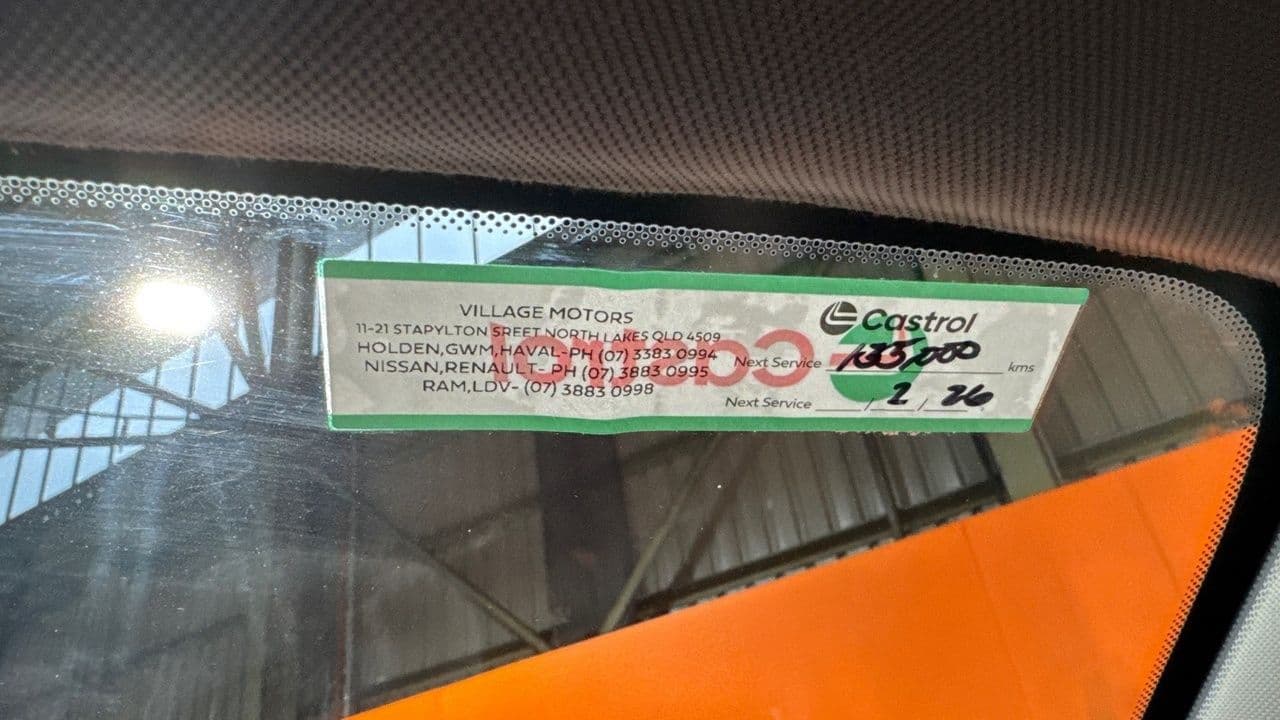 VILLAGE MOTORS
11-21 STAPYLTON SREET NORTH LAKES QLD 4509
HOLDEN,GWM,HAVAL-PH (07) 3383 0994
NISSAN,RENAULT- PH (07) 3883 0995
RAM,LDV- (07) 3883 0998
Castrol
Next Service 135,000 kms
Next Service / 2 / 26
Castrol